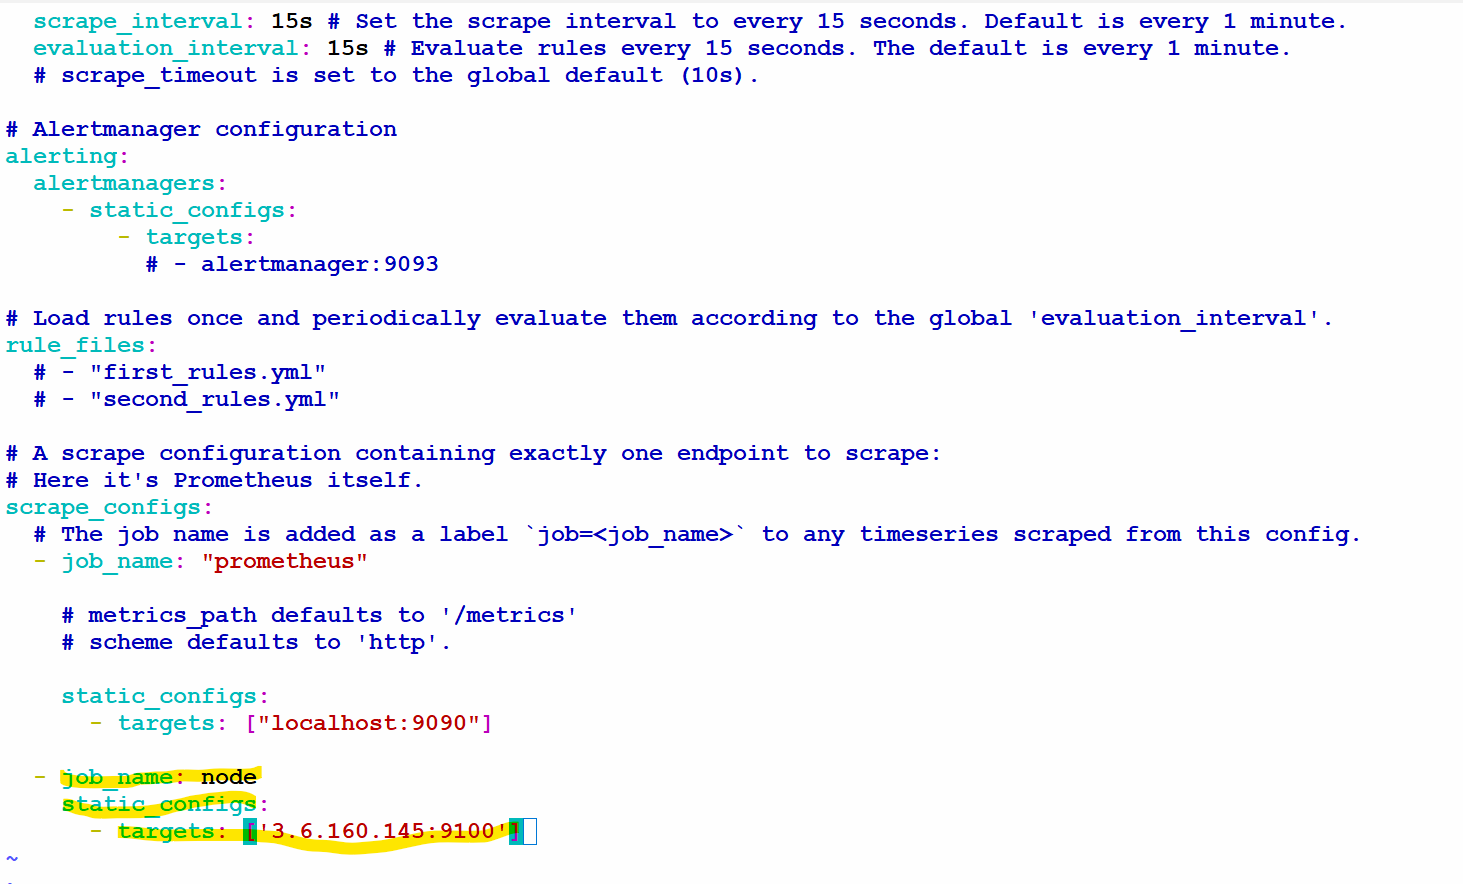 scrape_interval: 15s # Set the scrape interval to every 15 seconds. Default is every 1 minute.
evaluation_interval: 15s # Evaluate rules every 15 seconds. The default is every 1 minute.
# scrape_timeout is set to the global default (10s).
# Alertmanager configuration
alerting:
alertmanagers:
- static_configs:
- targets:
# - alertmanager:9093
# Load rules once and periodically evaluate them according to the global 'evaluation_interval'.
rule_files:
# - "first_rules.yml"
# - "second_rules.yml"
# A scrape configuration containing exactly one endpoint to scrape:
# Here it's Prometheus itself.
scrape_configs:
# The job name is added as a label `job=<job_name>` to any timeseries scraped from this config.
- job_name: "prometheus"
# metrics_path defaults to '/metrics'
# scheme defaults to 'http'.
static_configs:
- targets: ["localhost:9090"]
- job_name: node
static_configs:
- targets: ['3.6.160.145:9100']
~